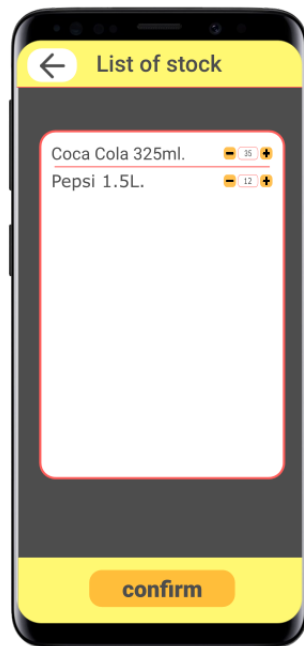 List of stock
Coca Cola 325ml. - 35 +
Pepsi 1.5L. - 12 +
confirm